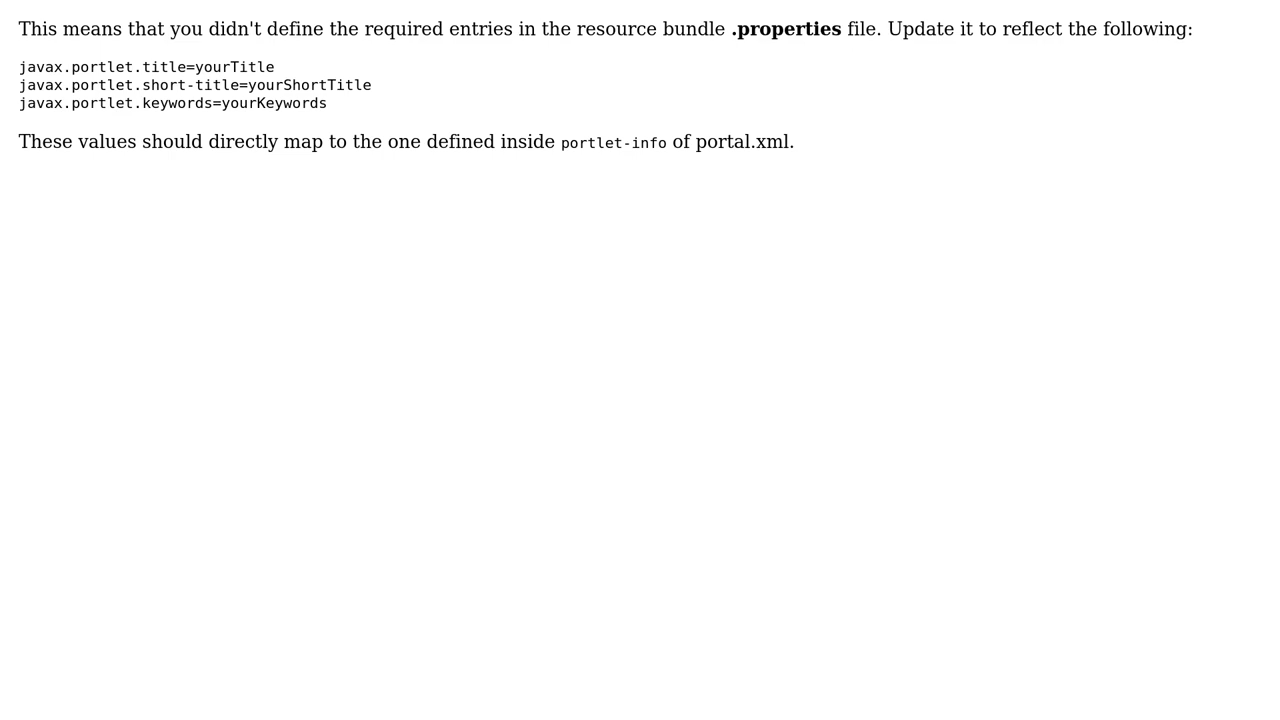 This means that you didn't define the required entries in the resource bundle .properties file. Update it to reflect the following:
javax.portlet.title=yourTitle
javax.portlet.short-title=yourShortTitle
javax.portlet.keywords=yourKeywords
These values should directly map to the one defined inside portlet-info of portal.xml.